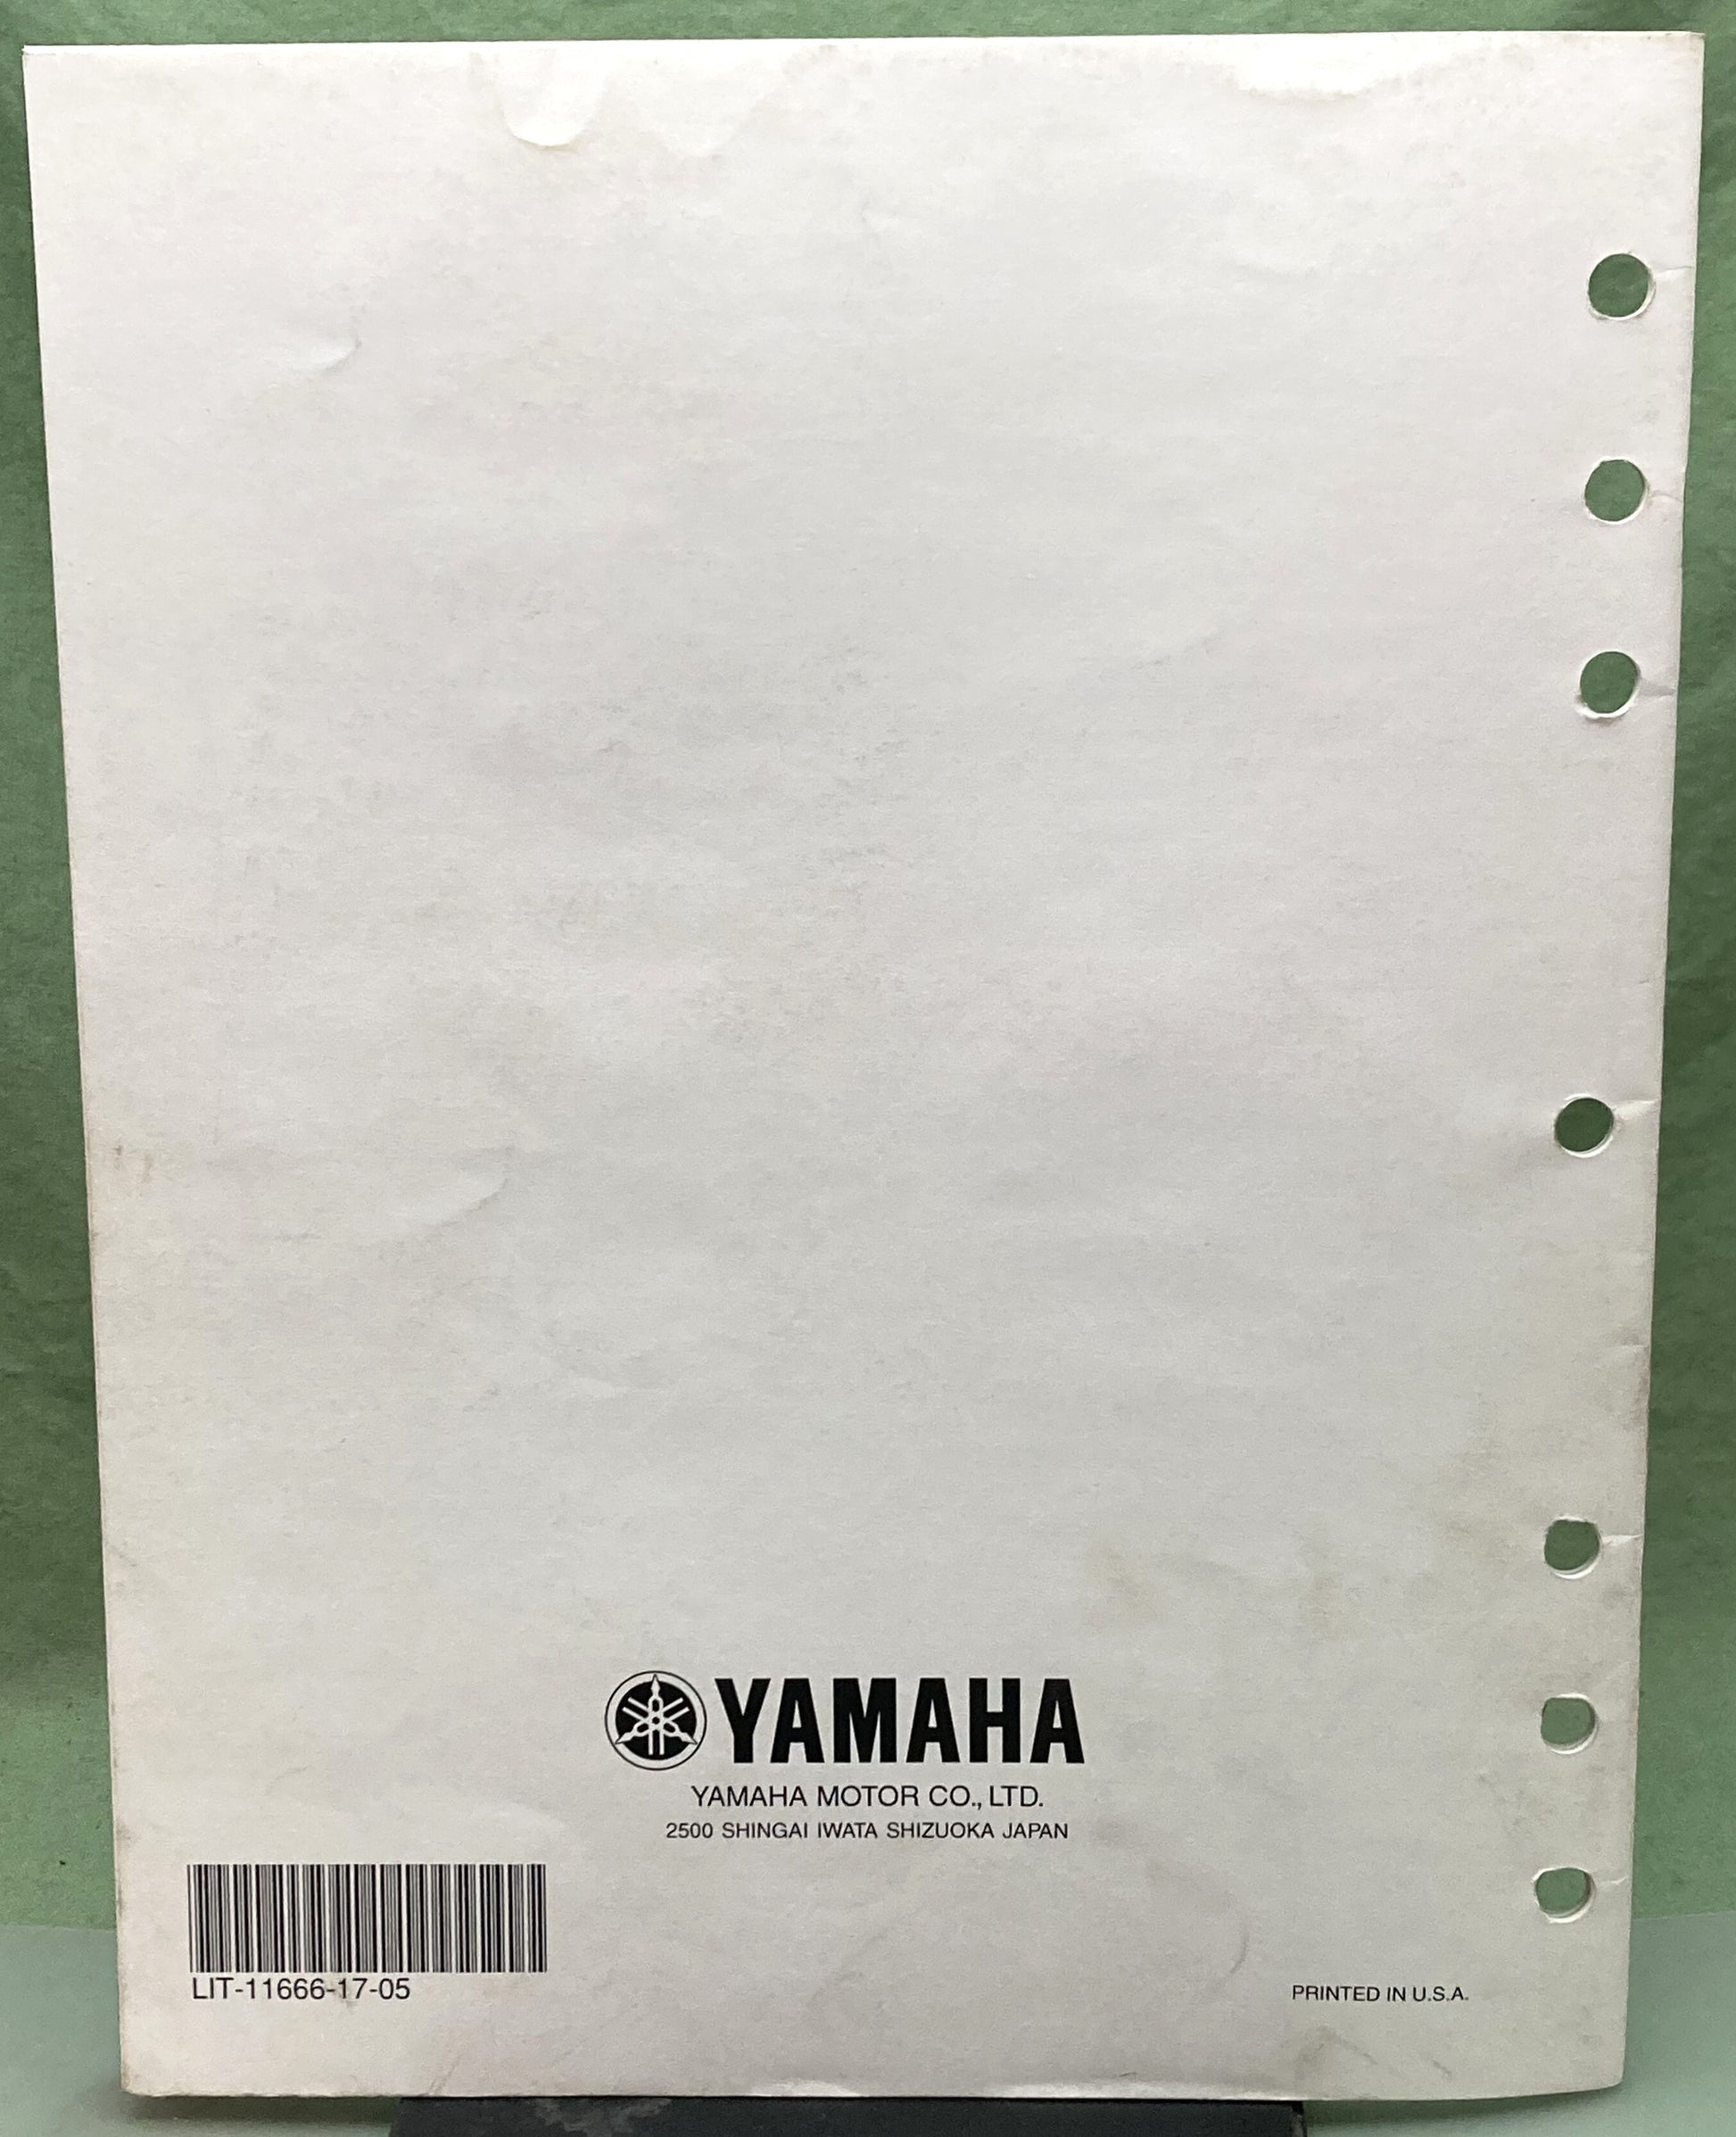 YAMAHA
YAMAHA MOTOR CO., LTD.
2500 SHINGAI IWATA SHIZUOKA JAPAN
LIT-11666-17-05
PRINTED IN U.S.A.